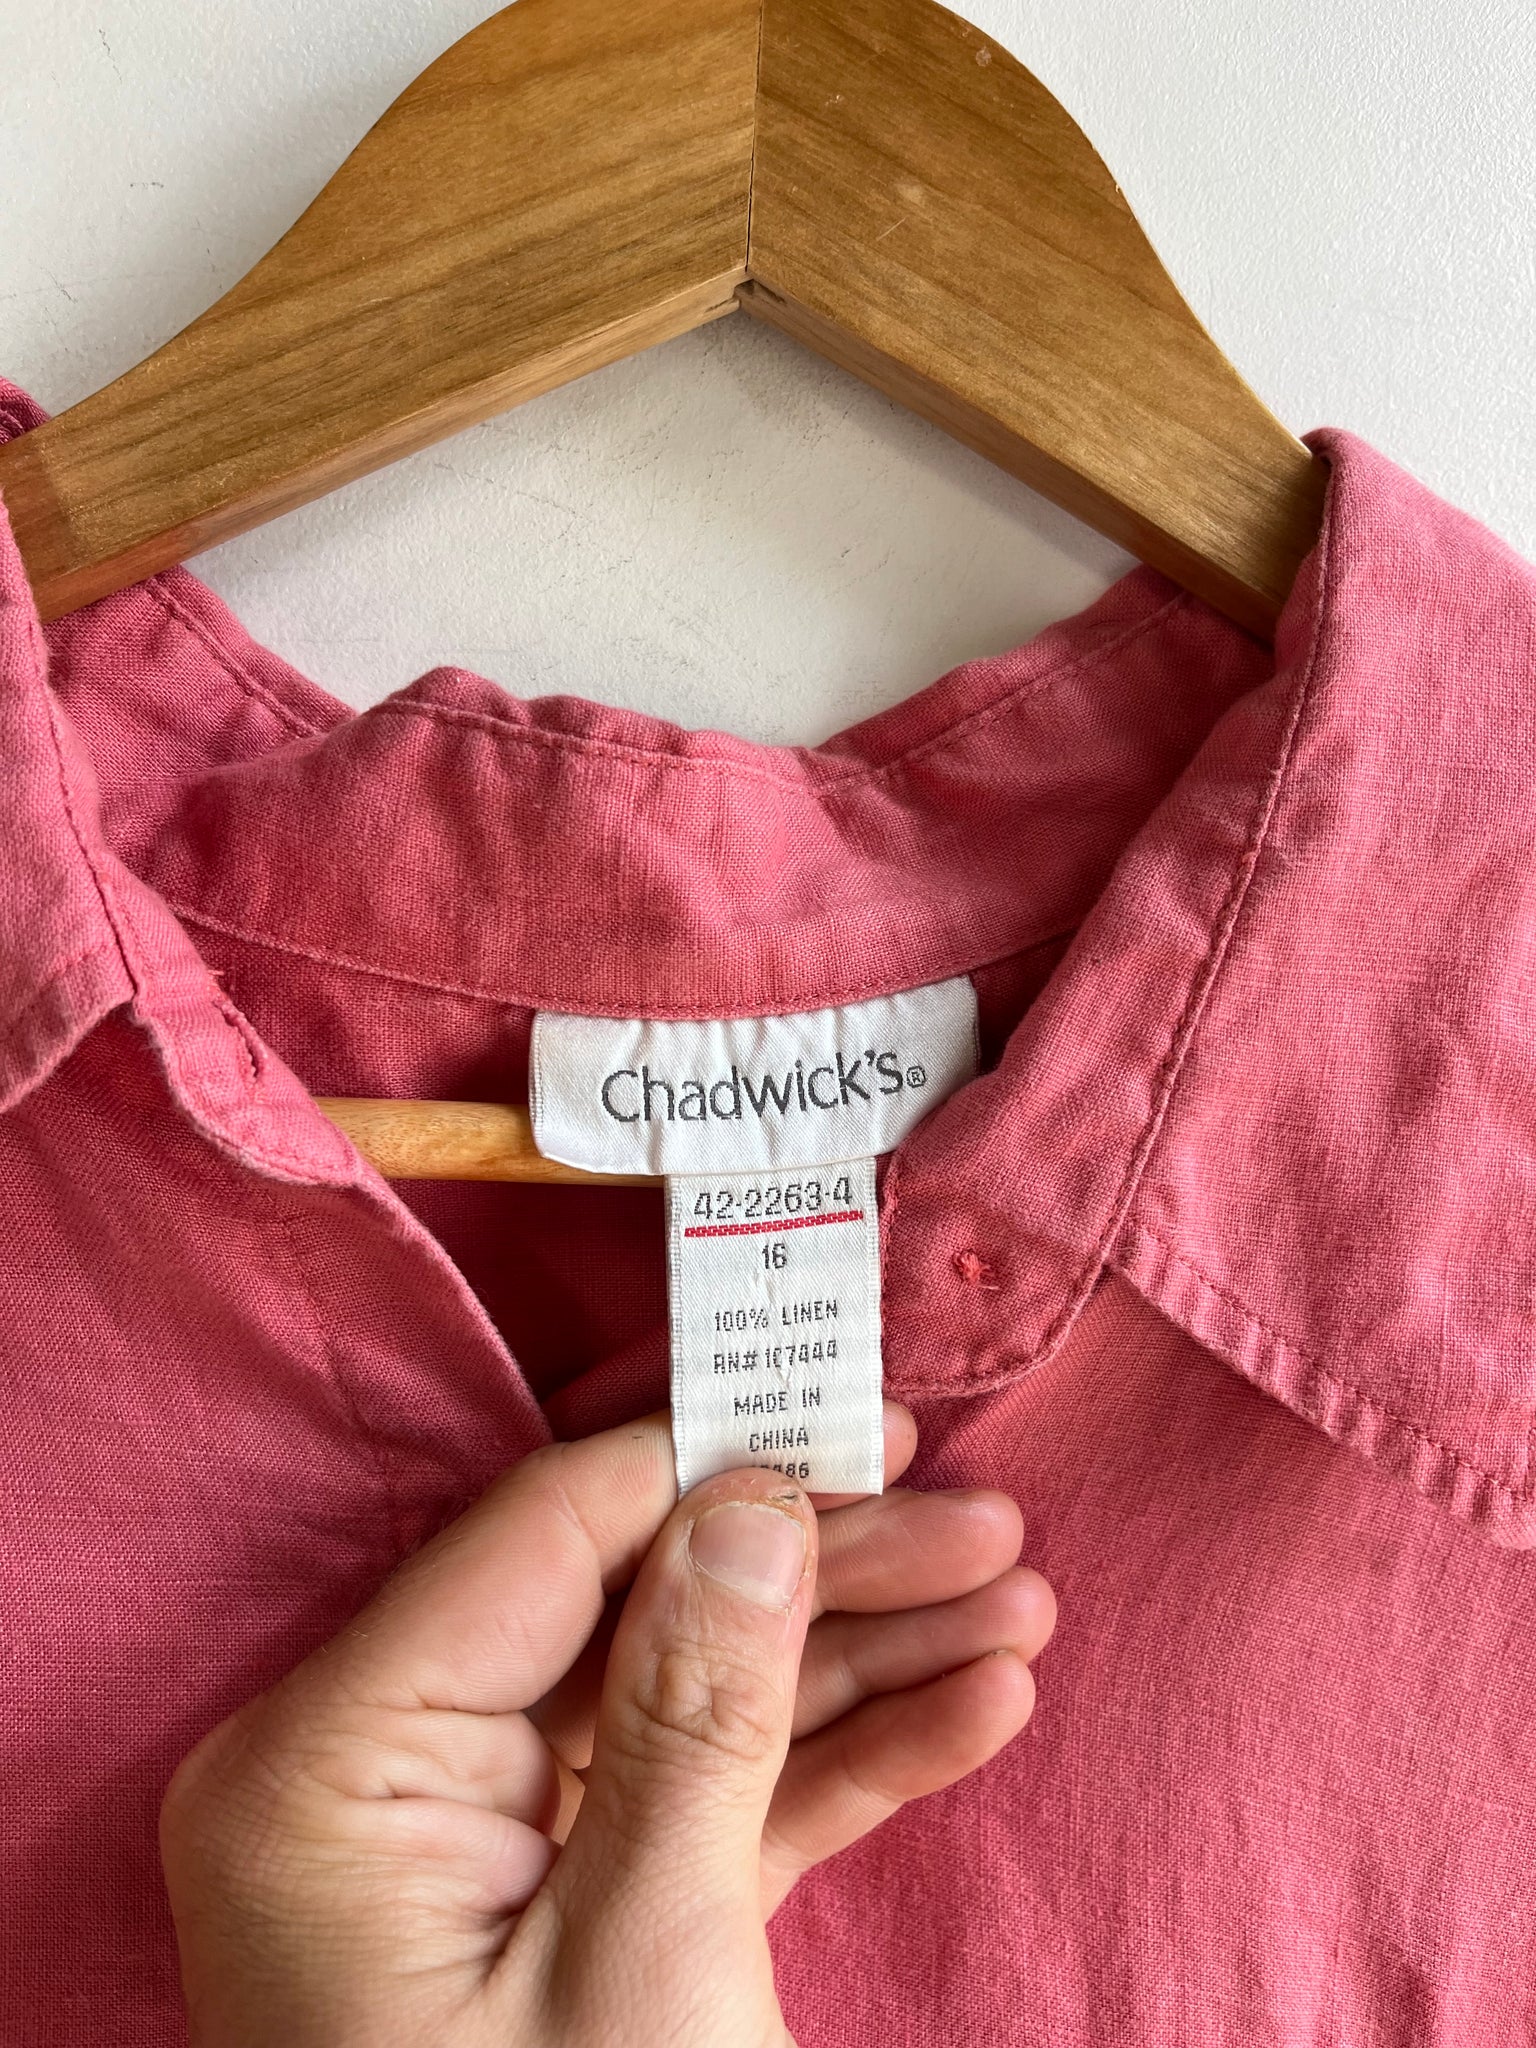 Chadwick's®
42-2263-4
16
100% LINEN
RN# 107444
MADE IN
CHINA